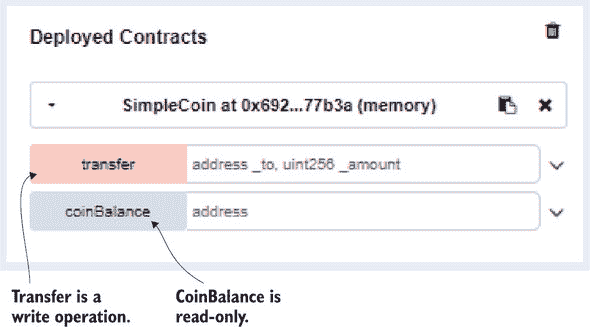 Deployed Contracts
SimpleCoin at 0x692...77b3a (memory)
transfer address _to, uint256 _amount
coinBalance address
Transfer is a CoinBalance is
write operation. read-only.